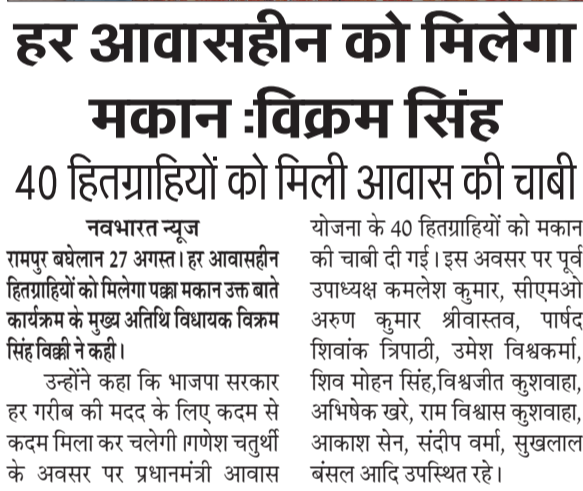 हर आवासहीन को मिलेगा
मकान :विक्रम सिंह
40 हितग्राहियों को मिली आवास की चाबी
नवभारत न्यूज
रामपुर बघेलान 27 अगस्त। हर आवासहीन
हितग्राहियों को मिलेगा पक्का मकान उक्त बाते
कार्यक्रम के मुख्य अतिथि विधायक विक्रम
सिंह विक्की ने कही।
उन्होंने कहा कि भाजपा सरकार
हर गरीब की मदद के लिए कदम से
कदम मिला कर चलेगी ।गणेश चतुर्थी
के अवसर पर प्रधानमंत्री आवास
योजना के 40 हितग्राहियों को मकान
की चाबी दी गई। इस अवसर पर पूर्व
उपाध्यक्ष कमलेश कुमार, सीएमओ
अरुण कुमार श्रीवास्तव, पार्षद
शिवांक त्रिपाठी, उमेश विश्वकर्मा,
शिव मोहन सिंह,विश्वजीत कुशवाहा,
अभिषेक खरे, राम विश्वास कुशवाहा,
आकाश सेन, संदीप वर्मा, सुखलाल
बंसल आदि उपस्थित रहे।